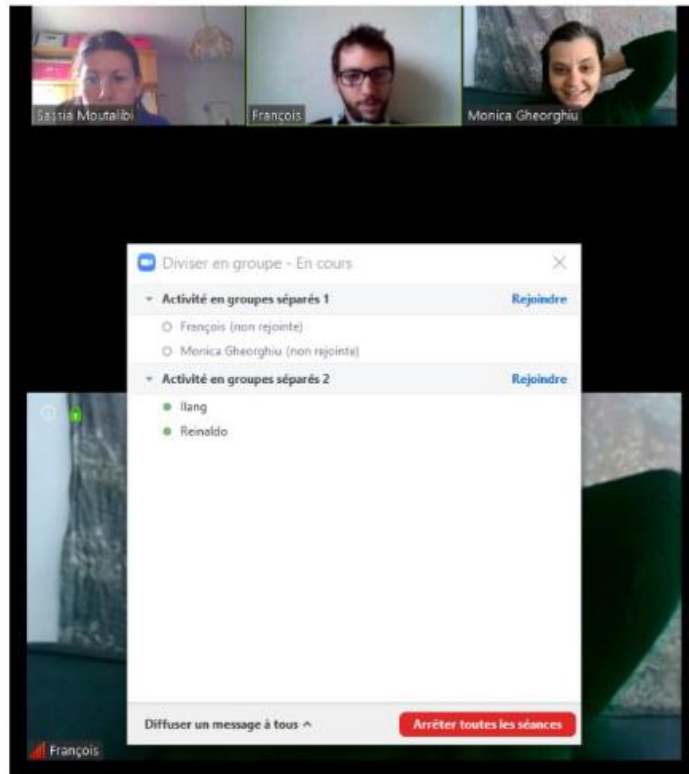 Sassia Moutalibi
François
Monica Gheorghiu
Diviser en groupe - En cours
Activité en groupes séparés 1 Rejoindre
François (non rejointe)
Monica Gheorghiu (non rejointe)
Activité en groupes séparés 2 Rejoindre
Ilang
Reinaldo
Diffuser un message à tous
Arrêter toutes les séances
François